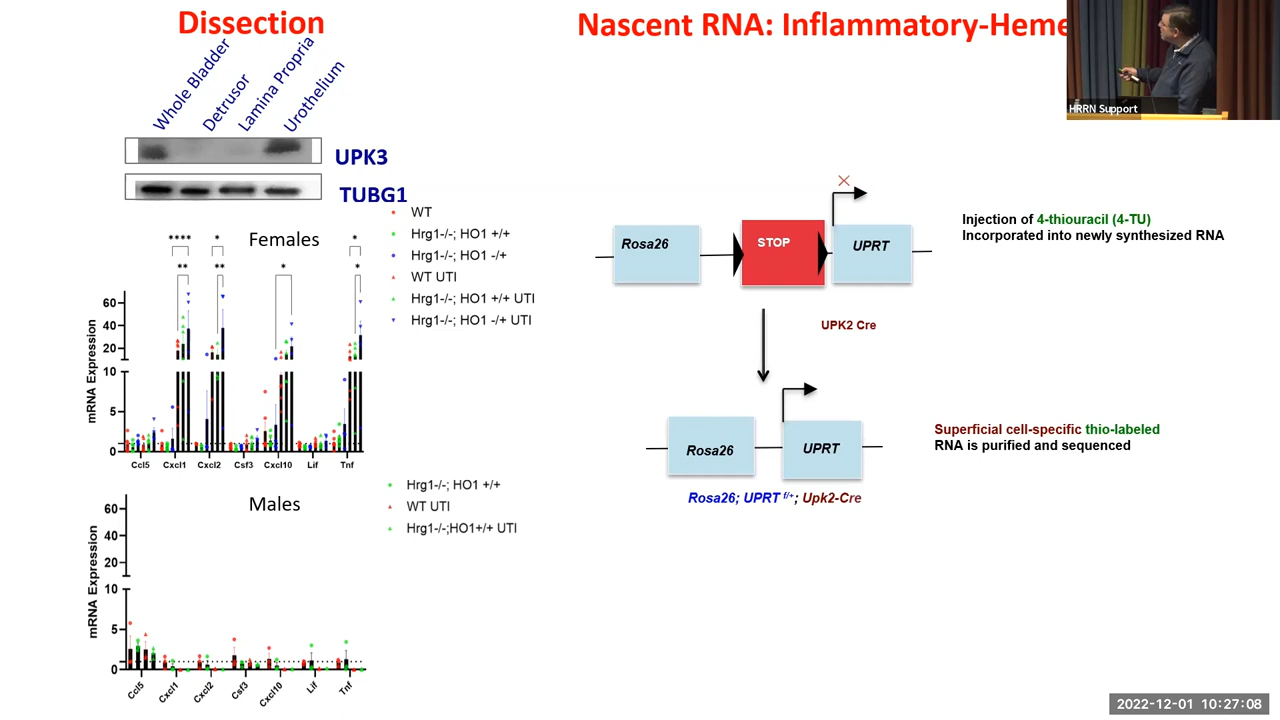 Dissection
Nascent RNA: Inflammatory-Heme
HRRN Support
Whole Bladder
Detrusor
Lamina Propria
Urothelium
UPK3
TUBG1
WT
Hrg1-/-; HO1 +/+
Hrg1-/-; HO1 -/+
WT UTI
Hrg1-/-; HO1 +/+ UTI
Hrg1-/-; HO1 -/+ UTI
Females
**** * *
** ** * *
mRNA Expression
60
40
20
10
5
0
Ccl5 Cxcl1 Cxcl2 Csf3 Cxcl10 Lif Tnf
Males
Hrg1-/-; HO1 +/+
WT UTI
Hrg1-/-;HO1+/+ UTI
mRNA Expression
60
40
20
10
5
0
Ccl5 Cxcl1 Cxcl2 Csf3 Cxcl10 Lif Tnf
Rosa26
STOP
UPRT
Injection of 4-thiouracil (4-TU)
Incorporated into newly synthesized RNA
UPK2 Cre
Rosa26
UPRT
Superficial cell-specific thio-labeled
RNA is purified and sequenced
Rosa26; UPRT f/+; Upk2-Cre
2022-12-01 10:27:08